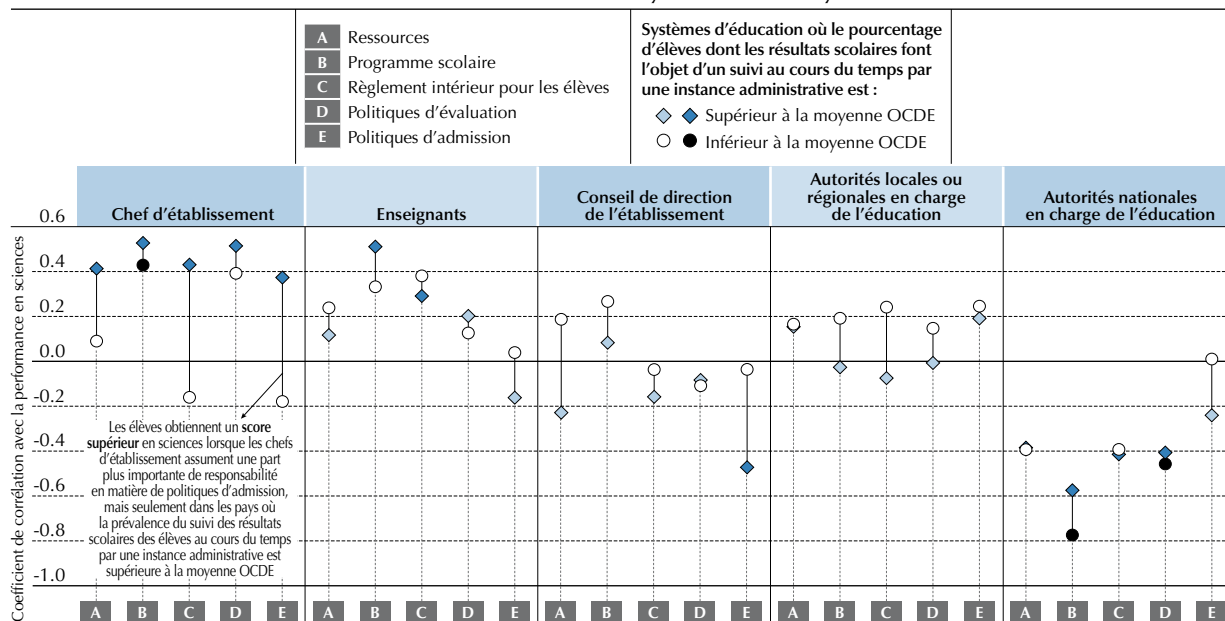 A Ressources
B Programme scolaire
C Règlement intérieur pour les élèves
D Politiques d'évaluation
E Politiques d'admission
Systèmes d'éducation où le pourcentage
d'élèves dont les résultats scolaires font
l'objet d'un suivi au cours du temps par
une instance administrative est :
Supérieur à la moyenne OCDE
Inférieur à la moyenne OCDE
Chef d'établissement
Enseignants
Conseil de direction
de l'établissement
Autorités locales ou
régionales en charge
de l'éducation
Autorités nationales
en charge de l'éducation
Coefficient de corrélation avec la performance en sciences
0.6
0.4
0.2
0.0
-0.2
-0.4
-0.6
-0.8
-1.0
Les élèves obtiennent un score
supérieur en sciences lorsque les chefs
d'établissement assument une part
plus importante de responsabilité
en matière de politiques d'admission,
mais seulement dans les pays où
la prévalence du suivi des résultats
scolaires des élèves au cours du temps
par une instance administrative est
supérieure à la moyenne OCDE
A B C D E A B C D E A B C D E A B C D E A B C D E